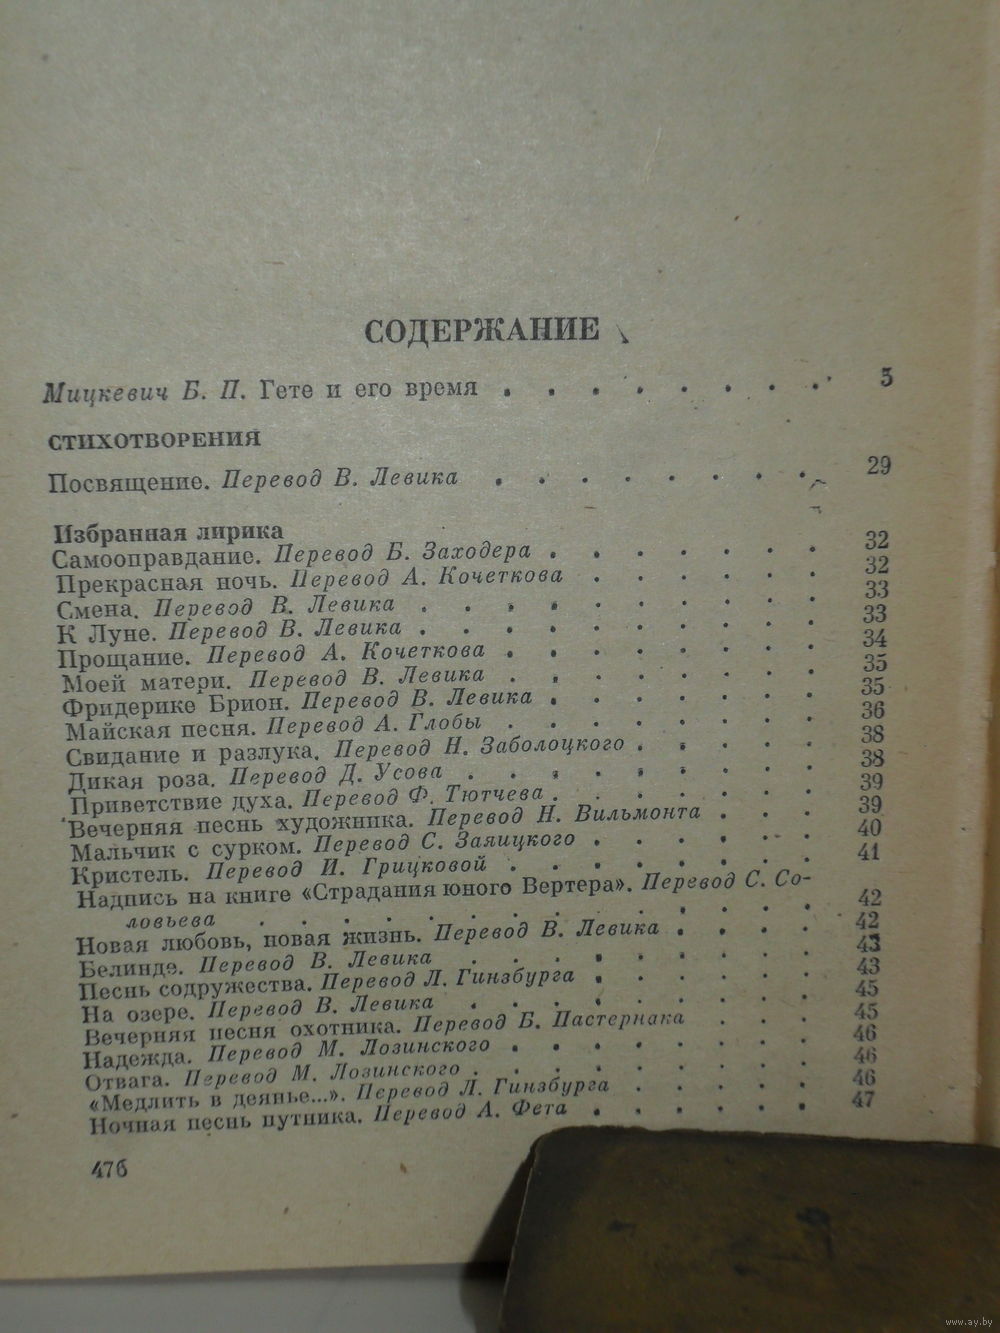 СОДЕРЖАНИЕ
Мицкевич Б. П. Гете и его время . . . . . . . . 5
СТИХОТВОРЕНИЯ
Посвящение. Перевод В. Левика . . . . . . . . 29
Избранная лирика
Самооправдание. Перевод Б. Заходера . . . . . . . 32
Прекрасная ночь. Перевод А. Кочеткова . . . . . . 32
Смена. Перевод В. Левика . . . . . . . . . . 33
К Луне. Перевод В. Левика . . . . . . . . . . 33
Прощание. Перевод А. Кочеткова . . . . . . . . 34
Моей матери. Перевод В. Левика . . . . . . . . 35
Фридерике Брион. Перевод В. Левика . . . . . . . 35
Майская песня. Перевод А. Глобы . . . . . . . . 36
Свидание и разлука. Перевод Н. Заболоцкого . . . . . 38
Дикая роза. Перевод Д. Усова . . . . . . . . . 38
Приветствие духа. Перевод Ф. Тютчева . . . . . . . 39
Вечерняя песнь художника. Перевод Н. Вильмонта . . . 39
Мальчик с сурком. Перевод С. Заяицкого . . . . . . 40
Кристель. Перевод И. Грицковой . . . . . . . . 41
Надпись на книге «Страдания юного Вертера». Перевод С. Со-
ловьева . . . . . . . . . . . . . . 42
Новая любовь, новая жизнь. Перевод В. Левика . . . . 42
Белинде. Перевод В. Левика . . . . . . . . . 43
Песнь содружества. Перевод Л. Гинзбурга . . . . . . 43
На озере. Перевод В. Левика . . . . . . . . . 45
Вечерняя песня охотника. Перевод Б. Пастернака . . . 45
Надежда. Перевод М. Лозинского . . . . . . . . 46
Отвага. Перевод М. Лозинского . . . . . . . . . 46
«Медлить в деянье...». Перевод Л. Гинзбурга . . . . . 46
Ночная песнь путника. Перевод А. Фета . . . . . . 47
476
www.ay.by